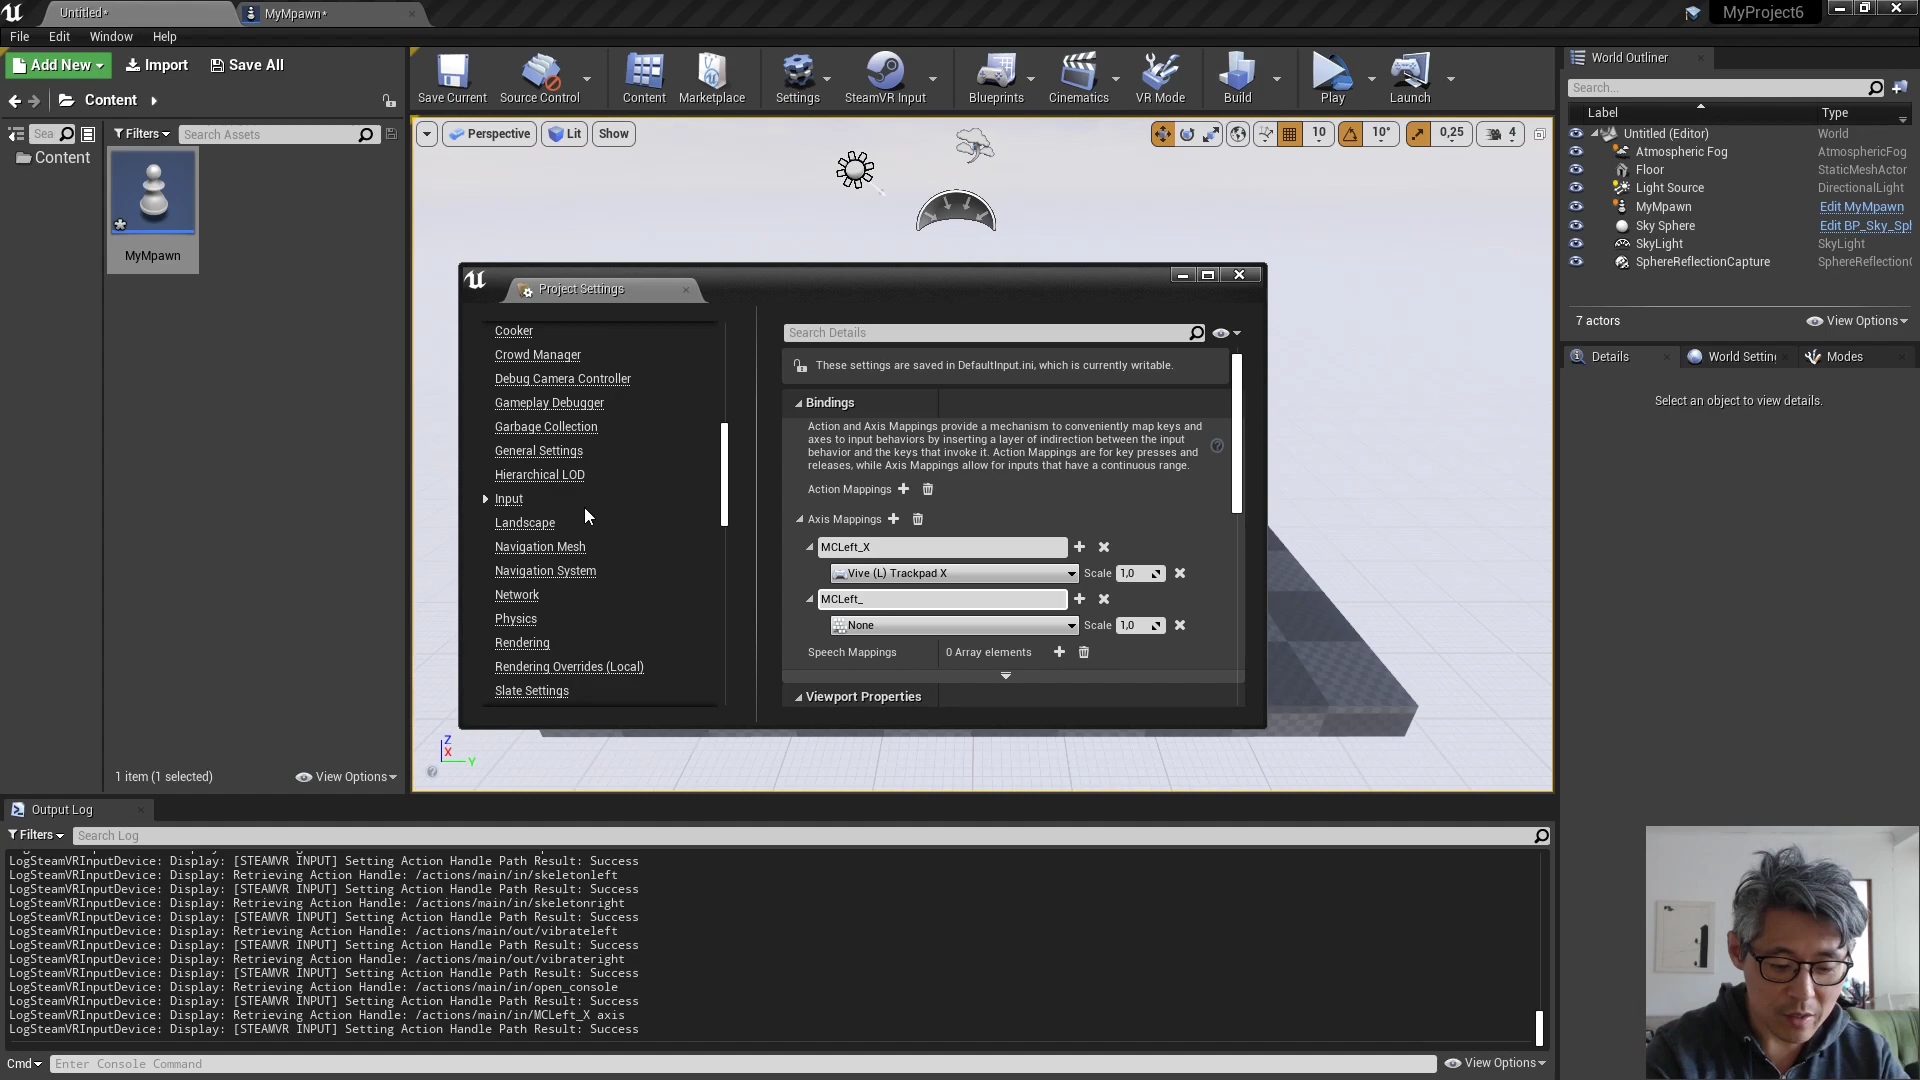 Untitled*
MyMpawn*
MyProject6
File
Edit
Window
Help
Add New
Import
Save All
Content
Sea
Filters
Search Assets
Content
MyMpawn
1 item (1 selected)
View Options
Save Current
Source Control
Content
Marketplace
Settings
SteamVR Input
Blueprints
Cinematics
VR Mode
Build
Play
Launch
Perspective
Lit
Show
10
10°
0,25
4
Project Settings
Cooker
Crowd Manager
Debug Camera Controller
Gameplay Debugger
Garbage Collection
General Settings
Hierarchical LOD
Input
Landscape
Navigation Mesh
Navigation System
Network
Physics
Rendering
Rendering Overrides (Local)
Slate Settings
Search Details
These settings are saved in DefaultInput.ini, which is currently writable.
Bindings
Action and Axis Mappings provide a mechanism to conveniently map keys and
axes to input behaviors by inserting a layer of indirection between the input
behavior and the keys that invoke it. Action Mappings are for key presses and
releases, while Axis Mappings allow for inputs that have a continuous range.
Action Mappings
Axis Mappings
MCLeft_X
Vive (L) Trackpad X
Scale 1,0
MCLeft_
None
Scale 1,0
Speech Mappings 0 Array elements
Viewport Properties
Z
X
Y
World Outliner
Search...
Label Type
Untitled (Editor) World
Atmospheric Fog AtmosphericFog
Floor StaticMeshActor
Light Source DirectionalLight
MyMpawn Edit MyMpawn
Sky Sphere Edit BP_Sky_Sph
SkyLight SkyLight
SphereReflectionCapture SphereReflectionC
7 actors
View Options
Details
World Settin
Modes
Select an object to view details.
Output Log
Filters
Search Log
LogSteamVRInputDevice: Display: [STEAMVR INPUT] Setting Action Handle Path Result: Success
LogSteamVRInputDevice: Display: Retrieving Action Handle: /actions/main/in/skeletonleft
LogSteamVRInputDevice: Display: [STEAMVR INPUT] Setting Action Handle Path Result: Success
LogSteamVRInputDevice: Display: Retrieving Action Handle: /actions/main/in/skeletonright
LogSteamVRInputDevice: Display: [STEAMVR INPUT] Setting Action Handle Path Result: Success
LogSteamVRInputDevice: Display: Retrieving Action Handle: /actions/main/out/vibrateleft
LogSteamVRInputDevice: Display: [STEAMVR INPUT] Setting Action Handle Path Result: Success
LogSteamVRInputDevice: Display: Retrieving Action Handle: /actions/main/out/vibrateright
LogSteamVRInputDevice: Display: [STEAMVR INPUT] Setting Action Handle Path Result: Success
LogSteamVRInputDevice: Display: Retrieving Action Handle: /actions/main/in/open_console
LogSteamVRInputDevice: Display: [STEAMVR INPUT] Setting Action Handle Path Result: Success
LogSteamVRInputDevice: Display: Retrieving Action Handle: /actions/main/in/MCLeft_X axis
LogSteamVRInputDevice: Display: [STEAMVR INPUT] Setting Action Handle Path Result: Success
Cmd
Enter Console Command
View Options